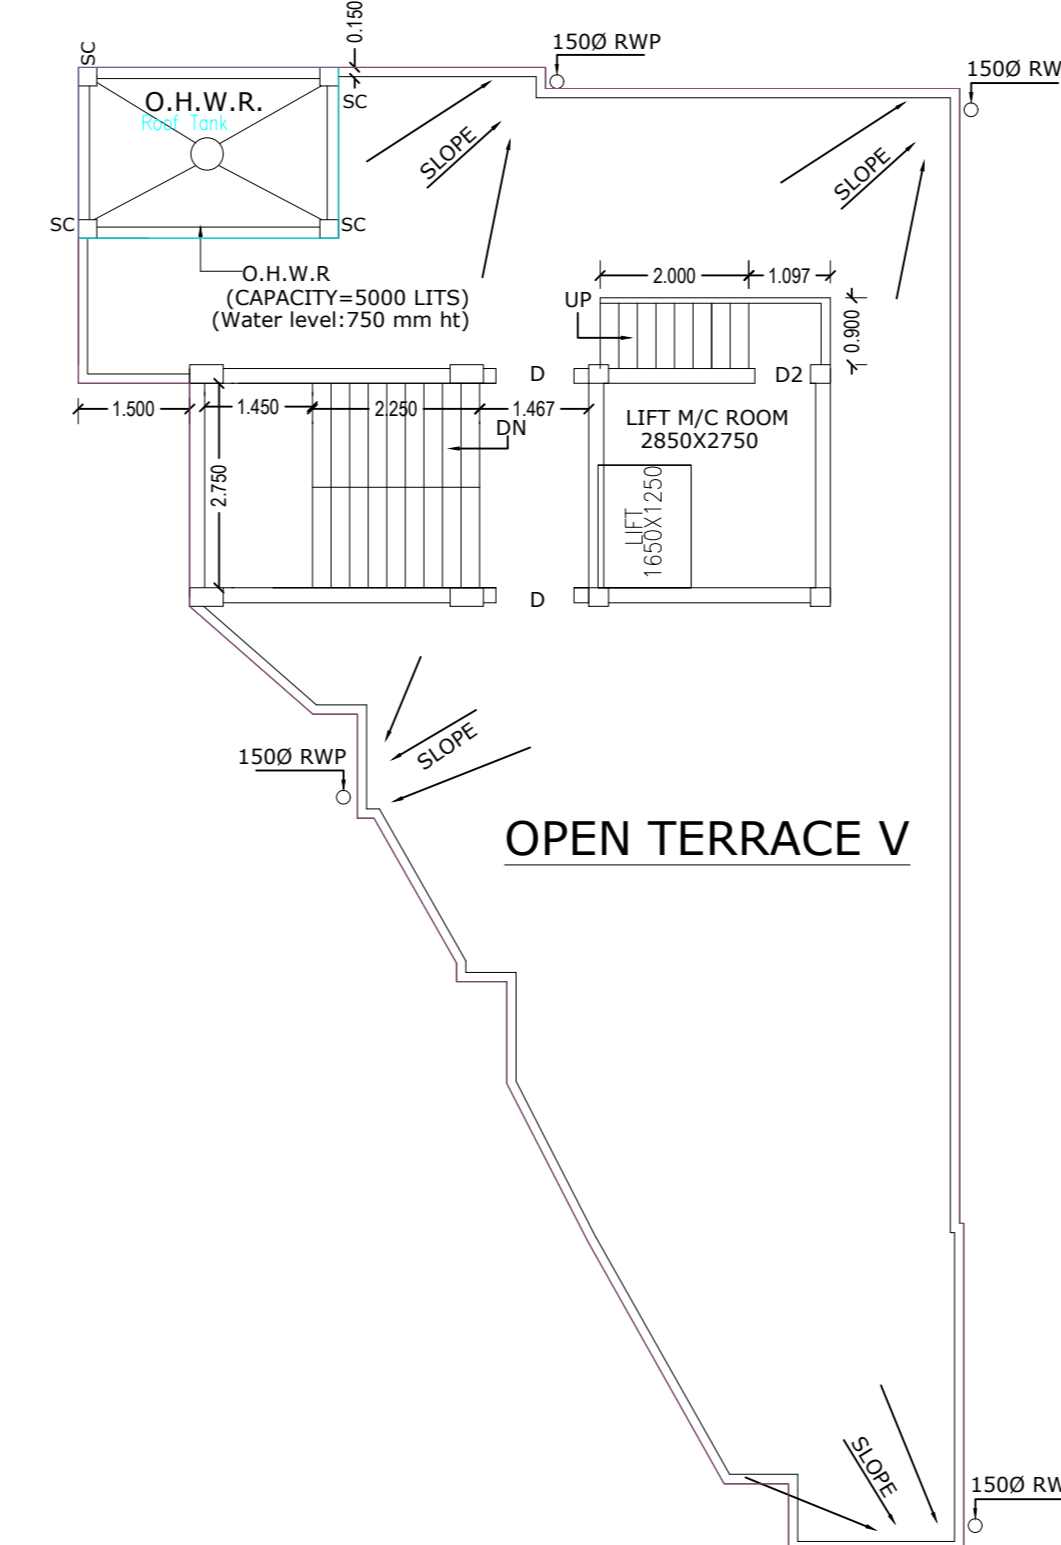 0.150
150Ø RWP
150Ø RW
SC
O.H.W.R.
Roof Tank
SC
SLOPE
SLOPE
SC
SC
O.H.W.R
(CAPACITY=5000 LITS)
(Water level:750 mm ht)
2.000
1.097
UP
0.900
D
D2
1.500
1.450
2.250
1.467
DN
LIFT M/C ROOM
2850X2750
2.750
LIFT
1650X1250
D
SLOPE
150Ø RWP
OPEN TERRACE V
SLOPE
150Ø RW